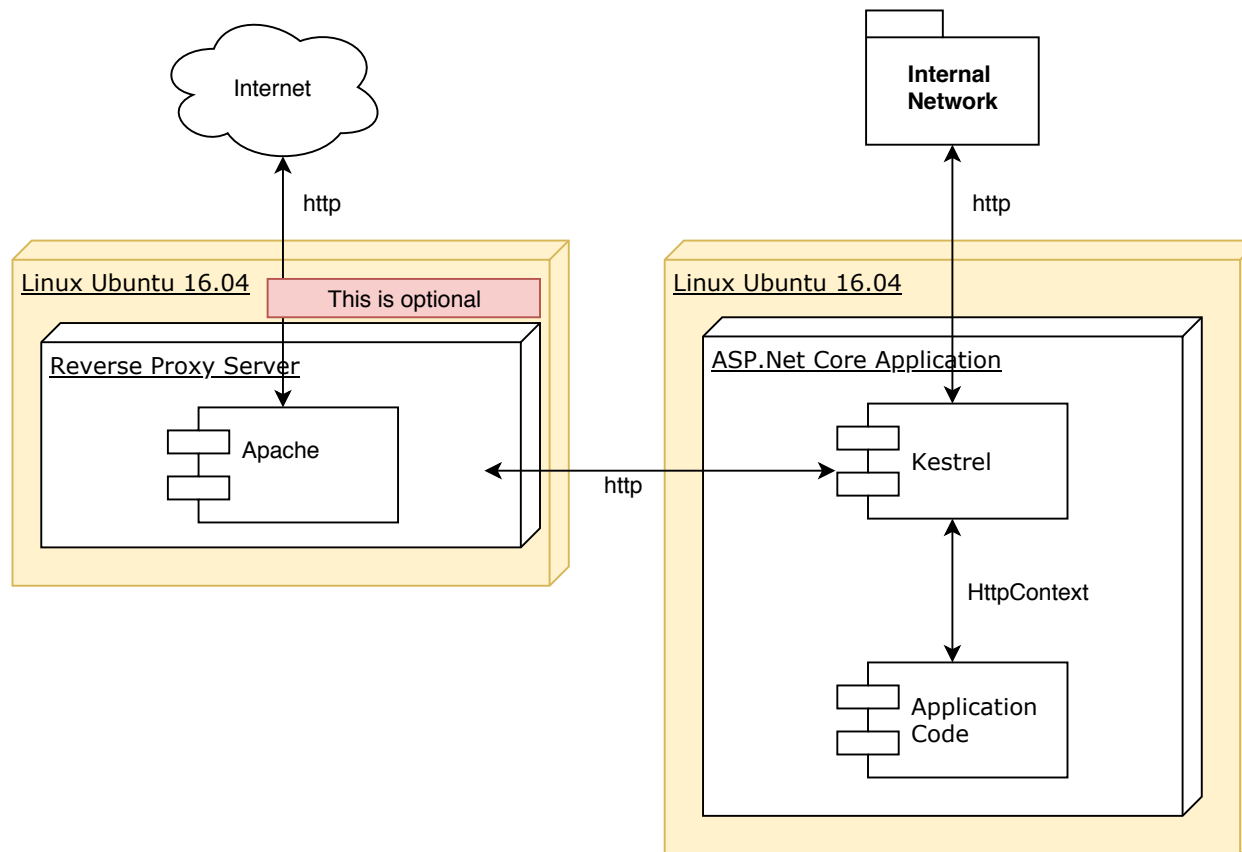 Internet
Internal
Network
http
http
Linux Ubuntu 16.04
This is optional
Reverse Proxy Server
Apache
http
Linux Ubuntu 16.04
ASP.Net Core Application
Kestrel
HttpContext
Application
Code